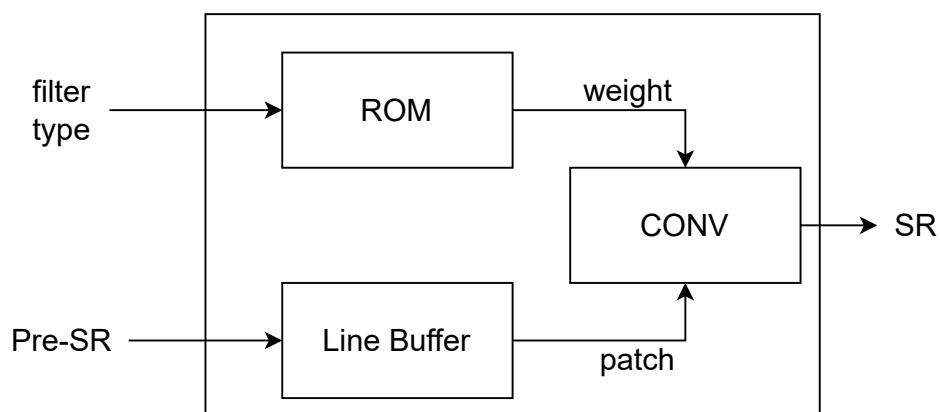 filter
type
ROM
weight
CONV
SR
Pre-SR
Line Buffer
patch